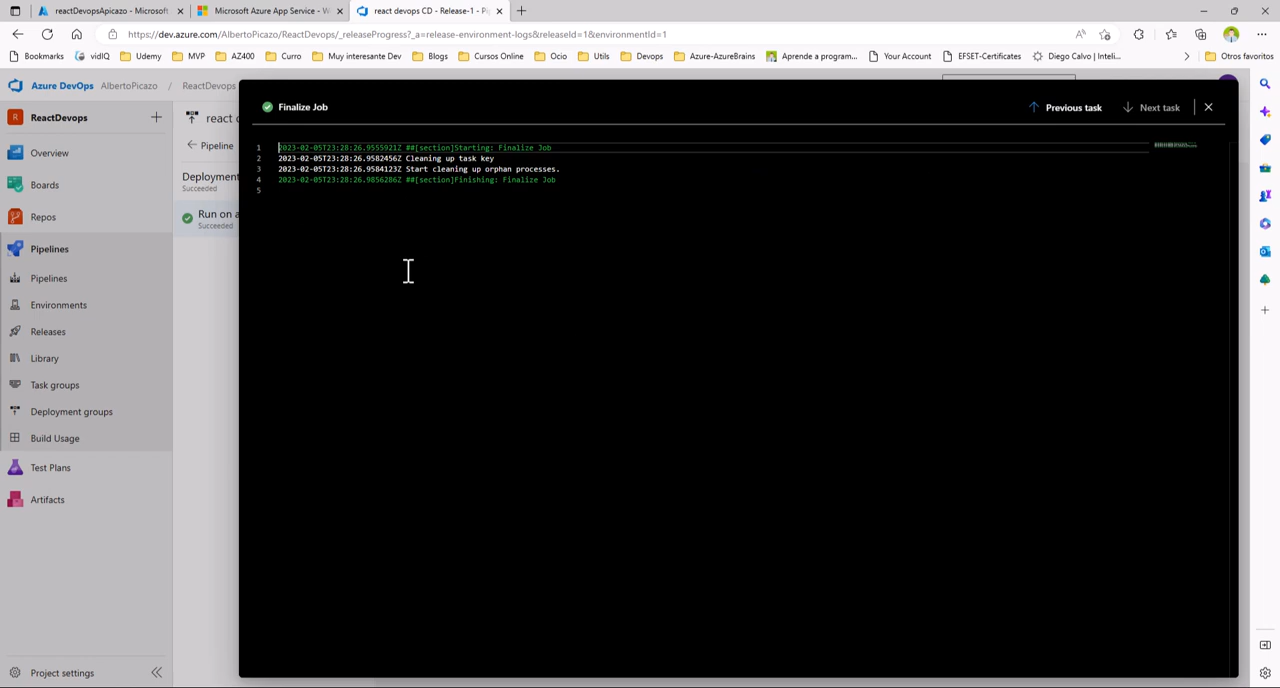 reactDevopsApicazo - Microsoft
Microsoft Azure App Service - W
react devops CD - Release-1 - Pi
https://dev.azure.com/AlbertoPicazo/ReactDevops/_releaseProgress?_a=release-environment-logs&releaseId=1&environmentId=1
Bookmarks
vidIQ
Udemy
MVP
AZ400
Curro
Muy interesante Dev
Blogs
Cursos Online
Ocio
Utils
Devops
Azure-AzureBrains
Aprende a program...
Your Account
EFSET-Certificates
Diego Calvo | Inteli...
Otros favoritos
Azure DevOps
AlbertoPicazo
/
ReactDevops
R
ReactDevops
Overview
Boards
Repos
Pipelines
Pipelines
Environments
Releases
Library
Task groups
Deployment groups
Build Usage
Test Plans
Artifacts
Project settings
react
Pipeline
Deployment
Succeeded
Run on a
Succeeded
Finalize Job
Previous task
Next task
1 2023-02-05T23:28:26.9555921Z ##[section]Starting: Finalize Job
2 2023-02-05T23:28:26.9582456Z Cleaning up task key
3 2023-02-05T23:28:26.9584123Z Start cleaning up orphan processes.
4 2023-02-05T23:28:26.9856286Z ##[section]Finishing: Finalize Job
5